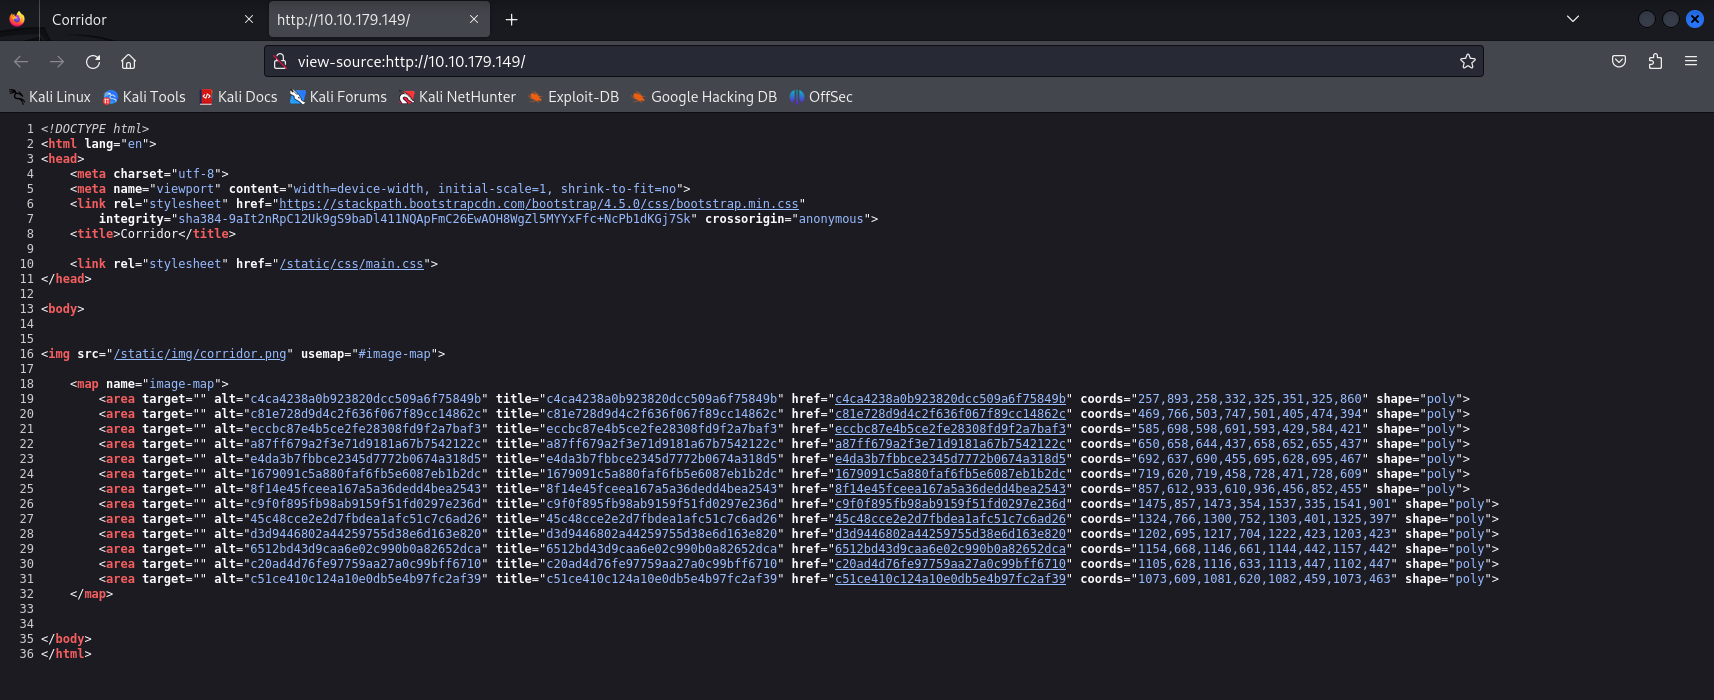 Corridor
http://10.10.179.149/
view-source:http://10.10.179.149/
Kali Linux Kali Tools Kali Docs Kali Forums Kali NetHunter Exploit-DB Google Hacking DB OffSec
1 <!DOCTYPE html>
2 <html lang="en">
3 <head>
4 <meta charset="utf-8">
5 <meta name="viewport" content="width=device-width, initial-scale=1, shrink-to-fit=no">
6 <link rel="stylesheet" href="https://stackpath.bootstrapcdn.com/bootstrap/4.5.0/css/bootstrap.min.css"
7 integrity="sha384-9aIt2nRpC12Uk9gS9baDl411NQApFmC26EwAOH8WgZl5MYYxFfc+NcPb1dKGj7Sk" crossorigin="anonymous">
8 <title>Corridor</title>
9
10 <link rel="stylesheet" href="/static/css/main.css">
11 </head>
12
13 <body>
14
15
16 <img src="/static/img/corridor.png" usemap="#image-map">
17
18 <map name="image-map">
19 <area target="" alt="c4ca4238a0b923820dcc509a6f75849b" title="c4ca4238a0b923820dcc509a6f75849b" href="c4ca4238a0b923820dcc509a6f75849b" coords="257,893,258,332,325,351,325,860" shape="poly">
20 <area target="" alt="c81e728d9d4c2f636f067f89cc14862c" title="c81e728d9d4c2f636f067f89cc14862c" href="c81e728d9d4c2f636f067f89cc14862c" coords="469,766,503,747,501,405,474,394" shape="poly">
21 <area target="" alt="eccbc87e4b5ce2fe28308fd9f2a7baf3" title="eccbc87e4b5ce2fe28308fd9f2a7baf3" href="eccbc87e4b5ce2fe28308fd9f2a7baf3" coords="585,698,598,691,593,429,584,421" shape="poly">
22 <area target="" alt="a87ff679a2f3e71d9181a67b7542122c" title="a87ff679a2f3e71d9181a67b7542122c" href="a87ff679a2f3e71d9181a67b7542122c" coords="650,658,644,437,658,652,655,437" shape="poly">
23 <area target="" alt="e4da3b7fbbce2345d7772b0674a318d5" title="e4da3b7fbbce2345d7772b0674a318d5" href="e4da3b7fbbce2345d7772b0674a318d5" coords="692,637,690,455,695,628,695,467" shape="poly">
24 <area target="" alt="1679091c5a880faf6fb5e6087eb1b2dc" title="1679091c5a880faf6fb5e6087eb1b2dc" href="1679091c5a880faf6fb5e6087eb1b2dc" coords="719,620,719,458,728,471,728,609" shape="poly">
25 <area target="" alt="8f14e45fceea167a5a36dedd4bea2543" title="8f14e45fceea167a5a36dedd4bea2543" href="8f14e45fceea167a5a36dedd4bea2543" coords="857,612,933,610,936,456,852,455" shape="poly">
26 <area target="" alt="c9f0f895fb98ab9159f51fd0297e236d" title="c9f0f895fb98ab9159f51fd0297e236d" href="c9f0f895fb98ab9159f51fd0297e236d" coords="1475,857,1473,354,1537,335,1541,901" shape="poly">
27 <area target="" alt="45c48cce2e2d7fbdea1afc51c7c6ad26" title="45c48cce2e2d7fbdea1afc51c7c6ad26" href="45c48cce2e2d7fbdea1afc51c7c6ad26" coords="1324,766,1300,752,1303,401,1325,397" shape="poly">
28 <area target="" alt="d3d9446802a44259755d38e6d163e820" title="d3d9446802a44259755d38e6d163e820" href="d3d9446802a44259755d38e6d163e820" coords="1202,695,1217,704,1222,423,1203,423" shape="poly">
29 <area target="" alt="6512bd43d9caa6e02c990b0a82652dca" title="6512bd43d9caa6e02c990b0a82652dca" href="6512bd43d9caa6e02c990b0a82652dca" coords="1154,668,1146,661,1144,442,1157,442" shape="poly">
30 <area target="" alt="c20ad4d76fe97759aa27a0c99bff6710" title="c20ad4d76fe97759aa27a0c99bff6710" href="c20ad4d76fe97759aa27a0c99bff6710" coords="1105,628,1116,633,1113,447,1102,447" shape="poly">
31 <area target="" alt="c51ce410c124a10e0db5e4b97fc2af39" title="c51ce410c124a10e0db5e4b97fc2af39" href="c51ce410c124a10e0db5e4b97fc2af39" coords="1073,609,1081,620,1082,459,1073,463" shape="poly">
32 </map>
33
34
35 </body>
36 </html>